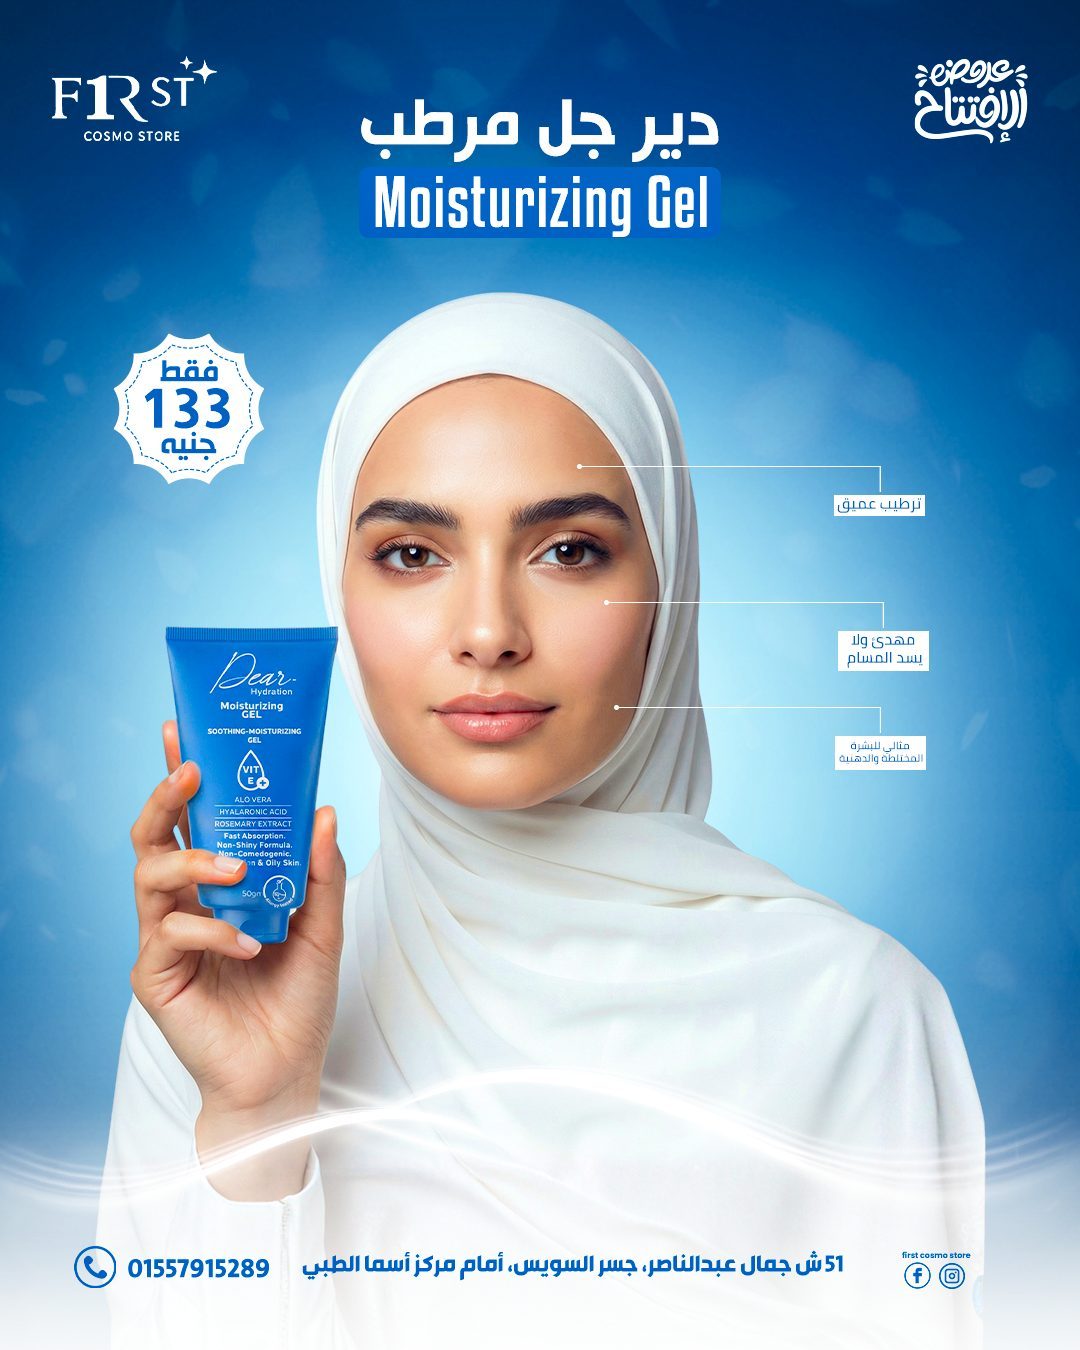 F1RST
COSMO STORE
عروض
الإفتتاح
دير جل مرطب
Moisturizing Gel
فقط
133
جنيه
ترطيب عميق
مهدئ ولا
يسد المسام
مثالي للبشرة
المختلطة والدهنية
Dear
Hydration
Moisturizing
GEL
SOOTHING-MOISTURIZING
GEL
VIT
E
ALO VERA
HYALARONIC ACID
ROSEMARY EXTRACT
Fast Absorption.
Non-Shiny Formula.
Non-Comedogenic.
& Oily Skin.
50gm
01557915289
51 ش جمال عبدالناصر، جسر السويس، أمام مركز أسما الطبي
first cosmo store